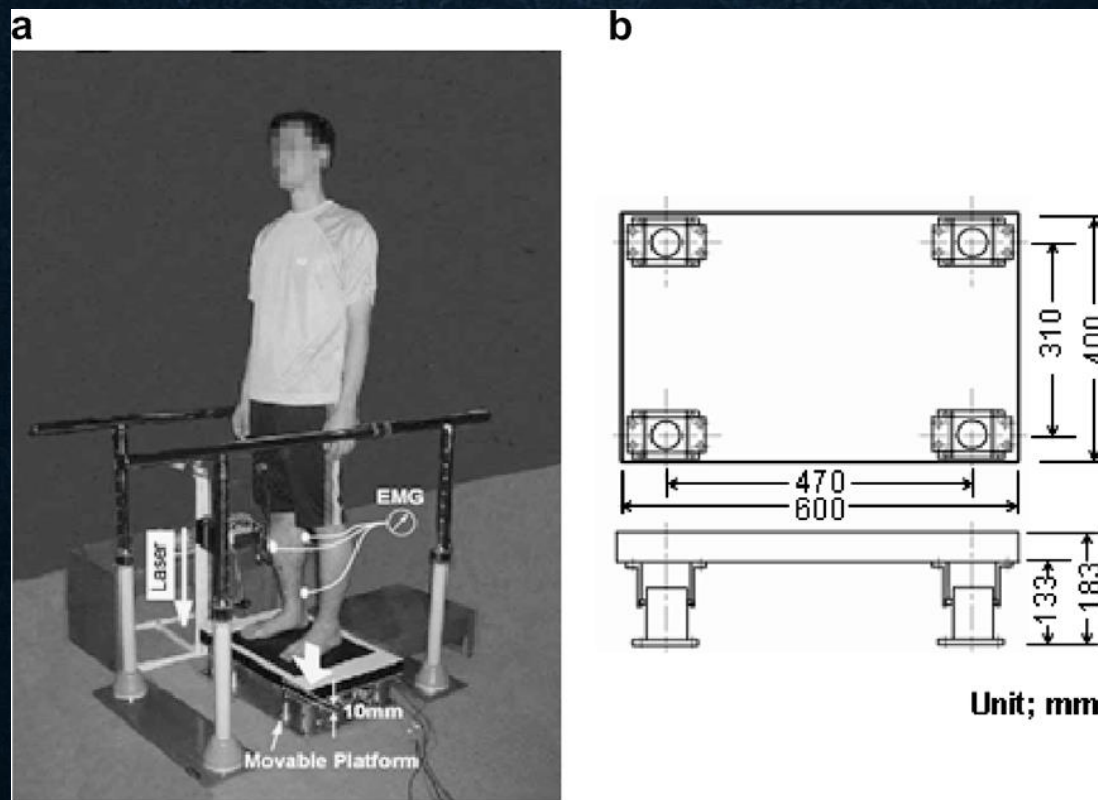 a
b
EMG
Laser
10mm
Movable Platform
310
400
470
600
133
183
Unit; mm